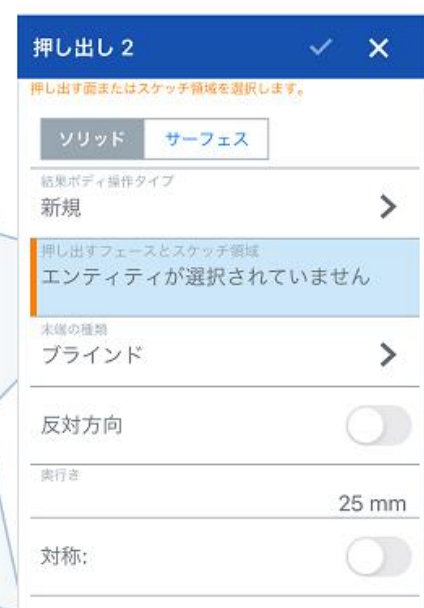 押し出し 2
押し出す面またはスケッチ領域を選択します。
ソリッド サーフェス
結果ボディ操作タイプ
新規
押し出すフェースとスケッチ領域
エンティティが選択されていません
末端の種類
ブラインド
反対方向
奥行き
25 mm
対称: